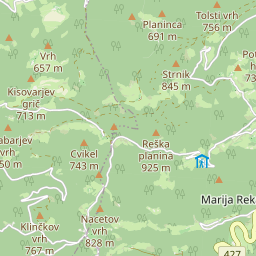 Planinca
691 m
Tolsti vrh
756 m
Vrh
657 m
Strnik
845 m
Kisovarjev
grič
713 m
Reška
planina
925 m
Cvikel
743 m
Marija Rek
Nacetov
vrh
828 m
Klinčkov
vrh
767 m
427